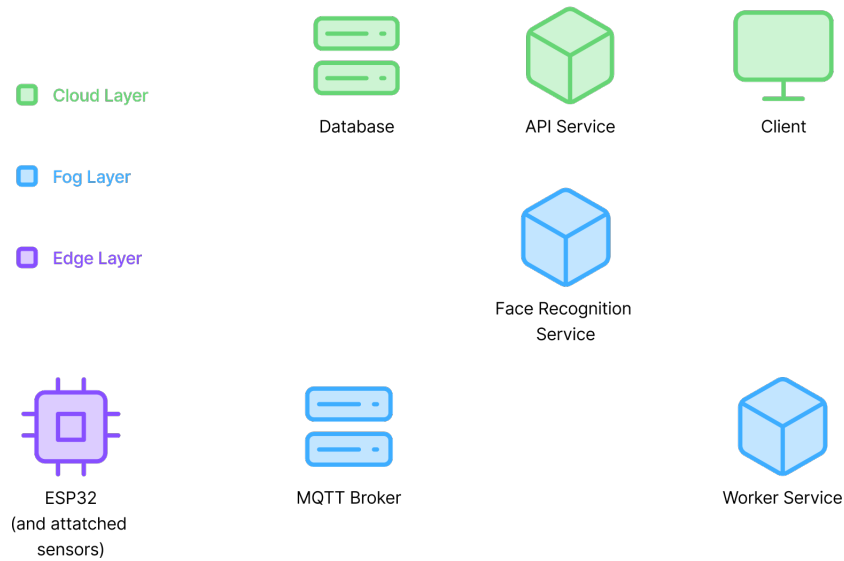 Database
API Service
Client
Cloud Layer
Fog Layer
Edge Layer
Face Recognition
Service
ESP32
(and attatched
sensors)
MQTT Broker
Worker Service